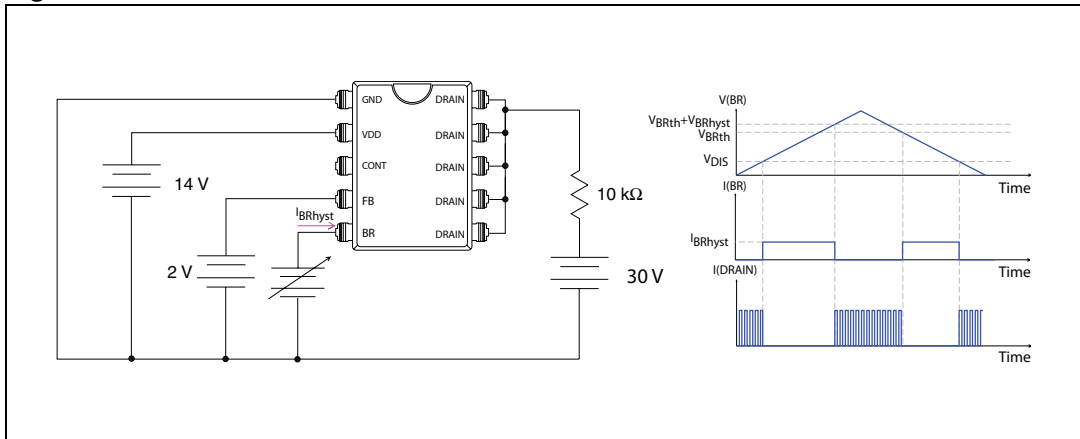 GND DRAIN
VDD DRAIN
CONT DRAIN
FB DRAIN
BR DRAIN
14 V
2 V
IBRhyst
10 kΩ
30 V
V(BR)
VBRth+VBRhyst
VBRth
VDIS
Time
I(BR)
IBRhyst
Time
I(DRAIN)
Time